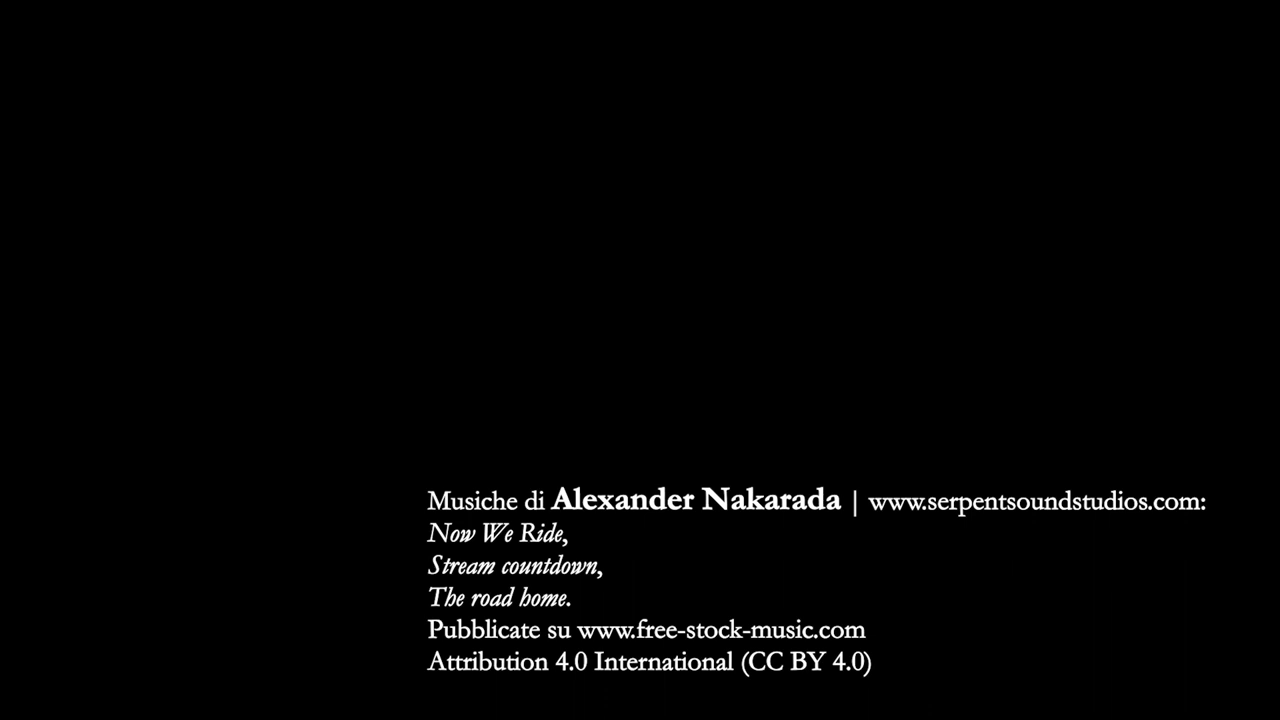 Musiche di Alexander Nakarada | www.serpentsoundstudios.com:
Now We Ride,
Stream countdown,
The road home.
Pubblicate su www.free-stock-music.com
Attribution 4.0 International (CC BY 4.0)